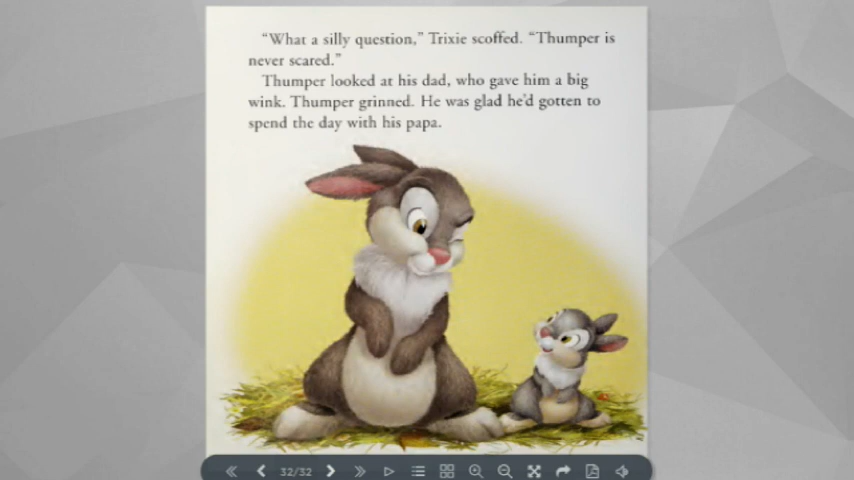 “What a silly question,” Trixie scoffed. “Thumper is
never scared.”
Thumper looked at his dad, who gave him a big
wink. Thumper grinned. He was glad he’d gotten to
spend the day with his papa.
32/32